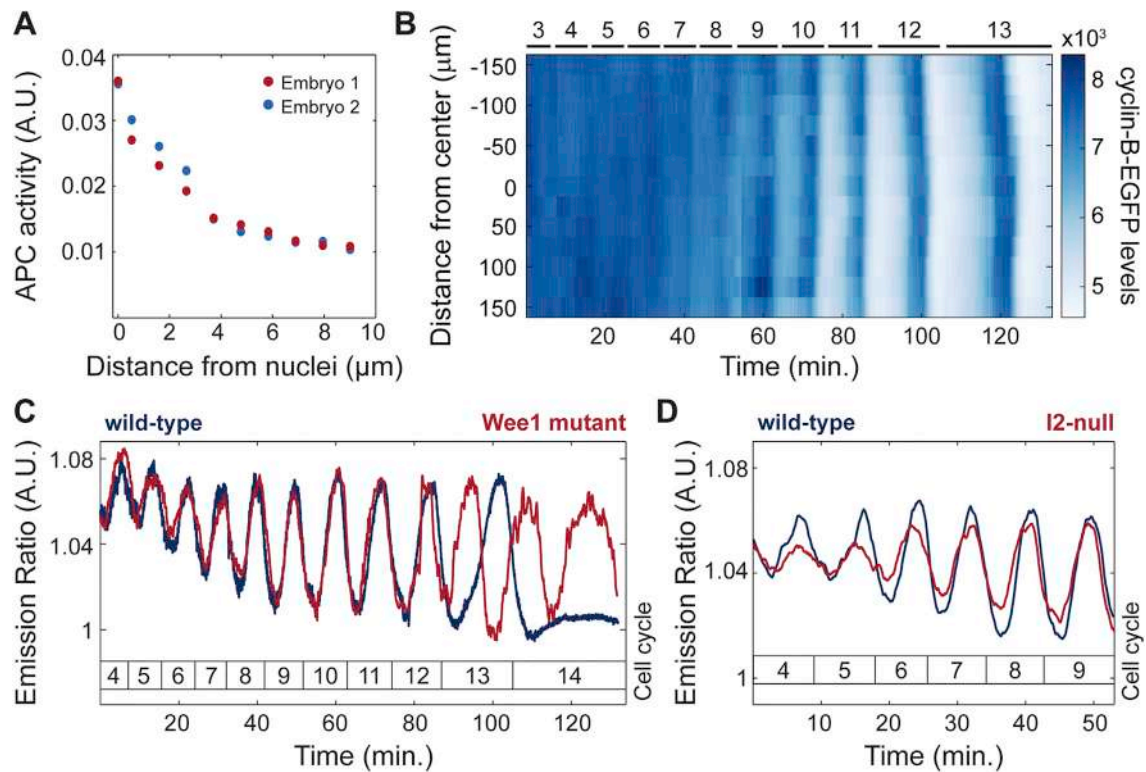 A
APC activity (A.U.)
0.04
0.03
0.02
0.01
Embryo 1
Embryo 2
0 2 4 6 8 10
Distance from nuclei (µm)
B
3 4 5 6 7 8 9 10 11 12 13
Distance from center (µm)
-150
-100
-50
0
50
100
150
20 40 60 80 100 120
Time (min.)
x10³
8
7
6
5
cyclin-B-EGFP levels
C
wild-type Wee1 mutant
Emission Ratio (A.U.)
1.08
1.04
1
4 5 6 7 8 9 10 11 12 13 14
Cell cycle
20 40 60 80 100 120
Time (min.)
D
wild-type I2-null
Emission Ratio (A.U.)
1.08
1.04
1
4 5 6 7 8 9
Cell cycle
10 20 30 40 50
Time (min.)